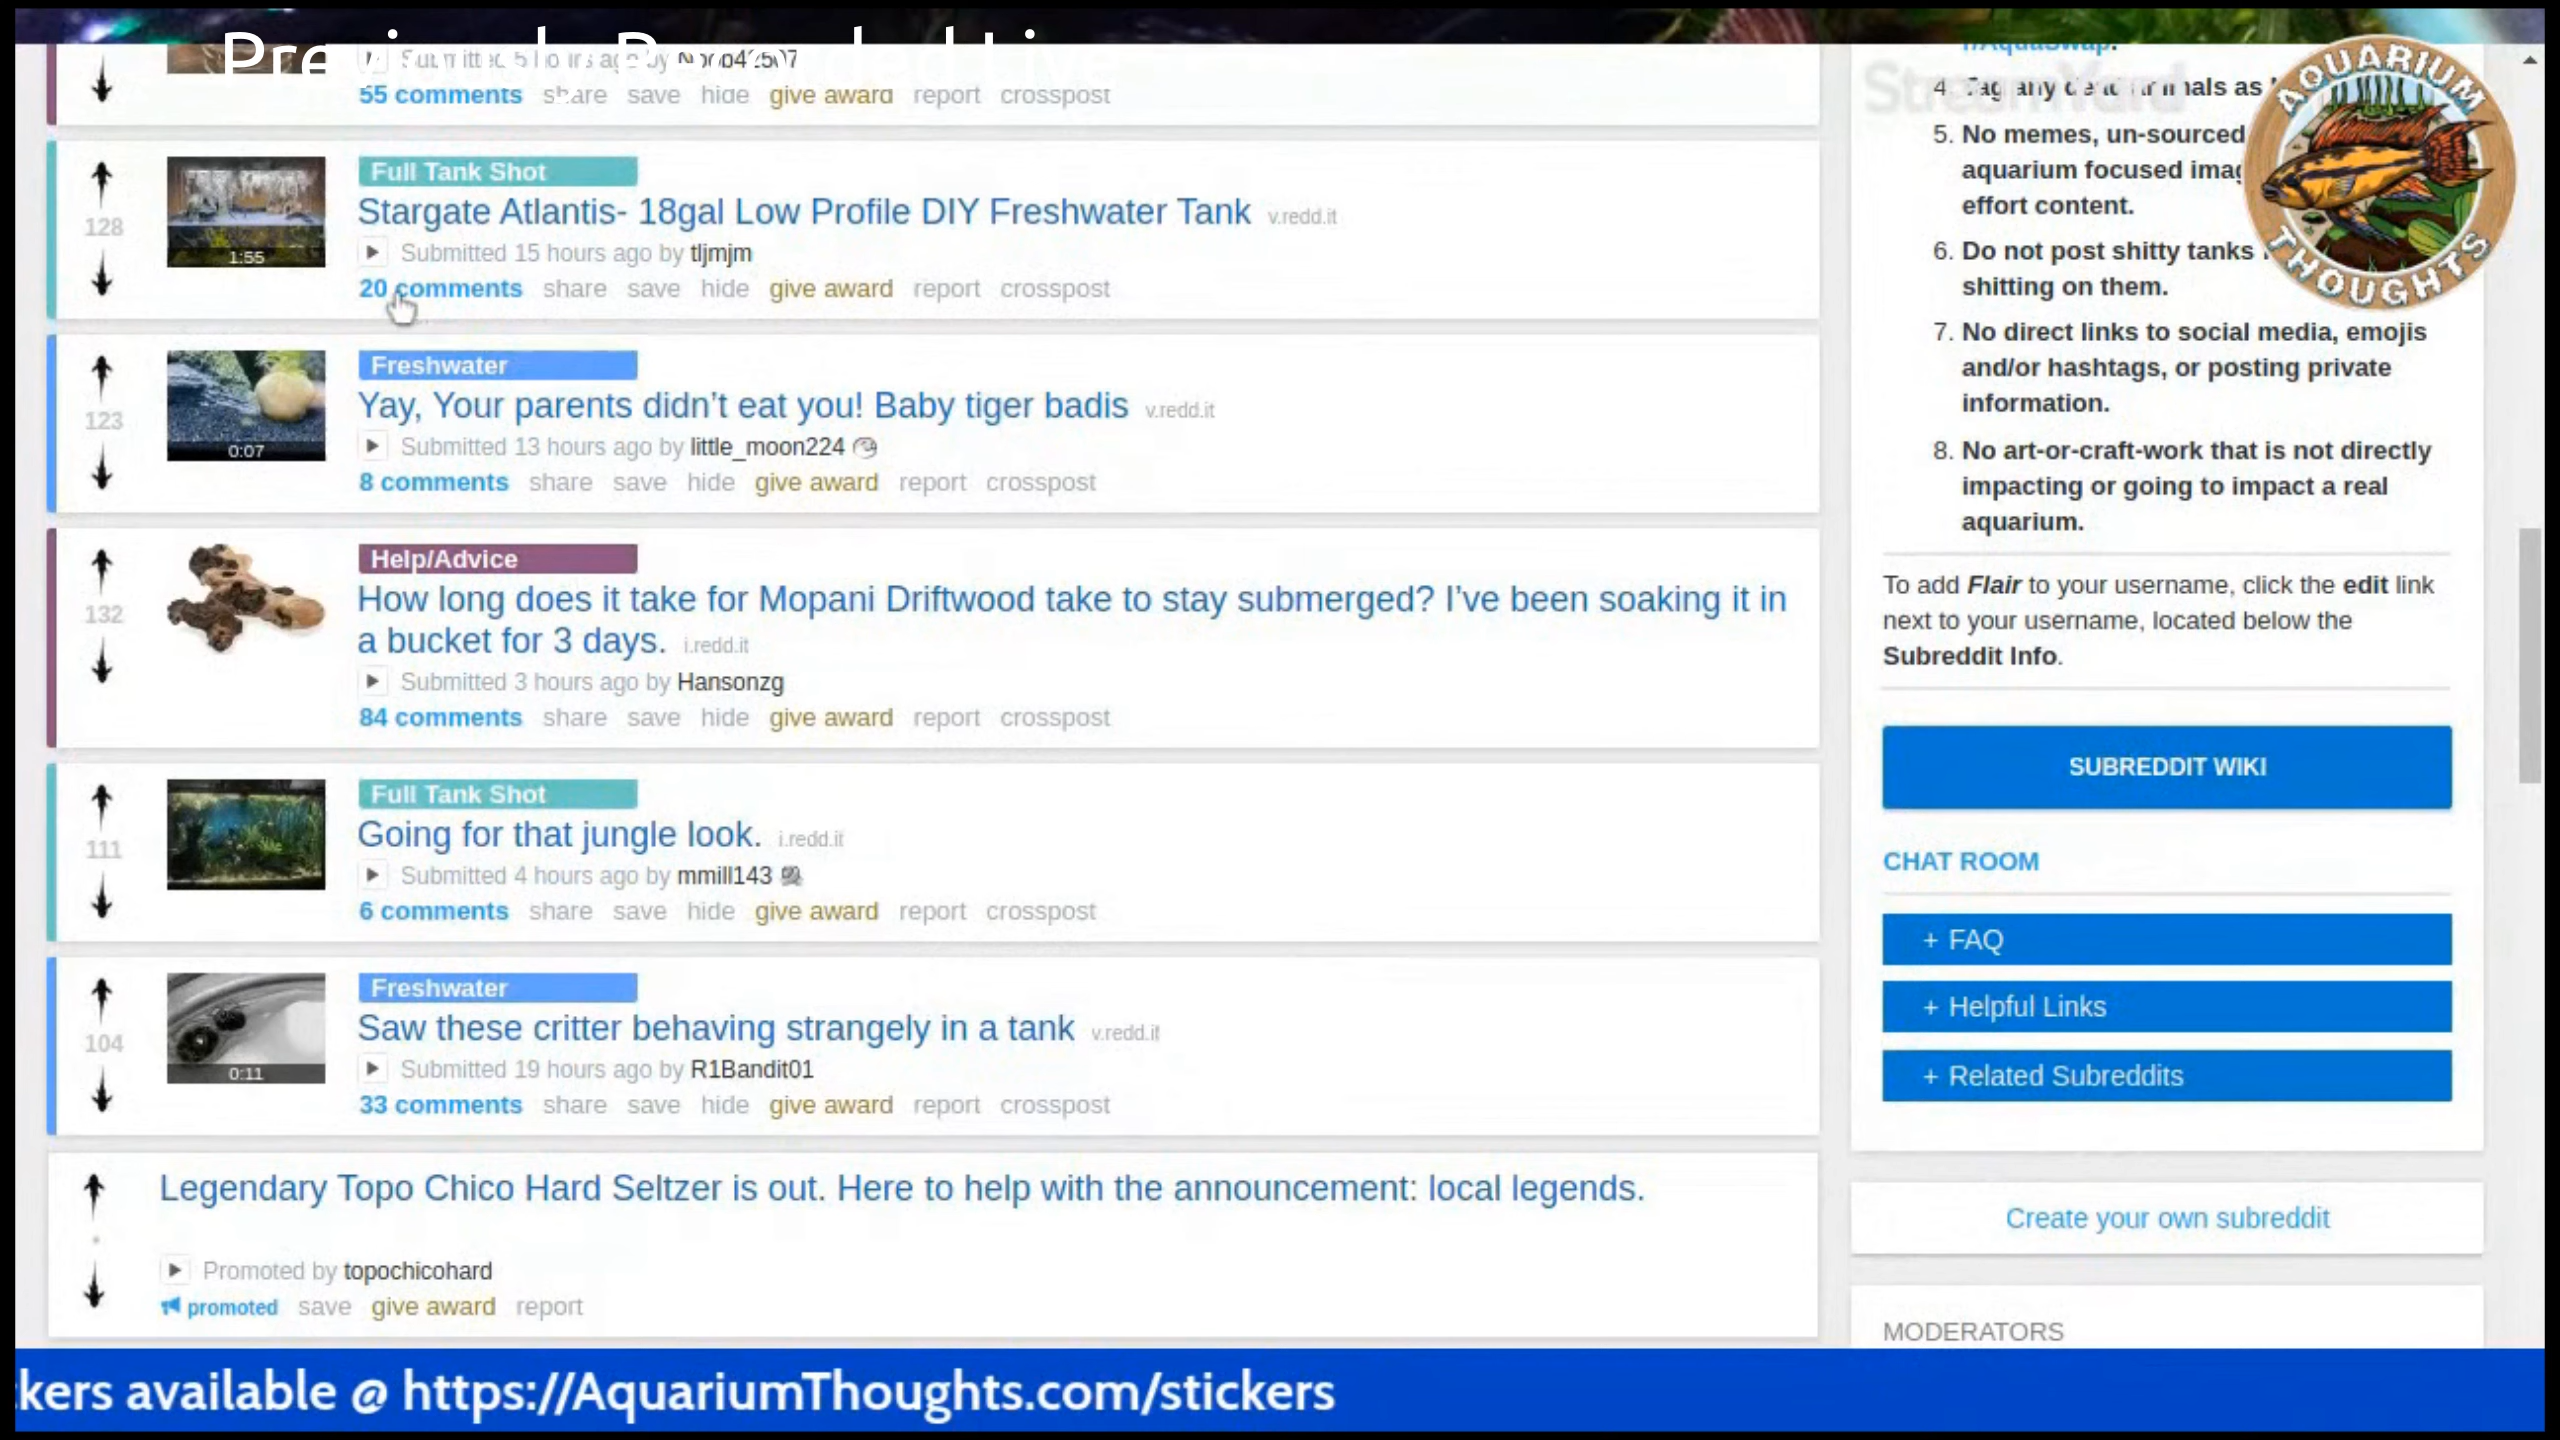 Submitted 5 hours ago by Noob42507
55 comments share save hide give award report crosspost
128
Full Tank Shot
Stargate Atlantis- 18gal Low Profile DIY Freshwater Tank v.redd.it
1:55
Submitted 15 hours ago by tljmjm
20 comments share save hide give award report crosspost
123
Freshwater
Yay, Your parents didn't eat you! Baby tiger badis v.redd.it
0:07
Submitted 13 hours ago by little_moon224
8 comments share save hide give award report crosspost
132
Help/Advice
How long does it take for Mopani Driftwood take to stay submerged? I've been soaking it in
a bucket for 3 days. i.redd.it
Submitted 3 hours ago by Hansonzg
84 comments share save hide give award report crosspost
111
Full Tank Shot
Going for that jungle look. i.redd.it
Submitted 4 hours ago by mmill143
6 comments share save hide give award report crosspost
104
Freshwater
Saw these critter behaving strangely in a tank v.redd.it
0:11
Submitted 19 hours ago by R1Bandit01
33 comments share save hide give award report crosspost
Legendary Topo Chico Hard Seltzer is out. Here to help with the announcement: local legends.
Promoted by topochicohard
promoted save give award report
r/AquaSwap.
StreamYard
4. Tag any dead animals as
5. No memes, un-sourced
aquarium focused
effort content.
6. Do not post shitty tanks
shitting on them.
7. No direct links to social media, emojis
and/or hashtags, or posting private
information.
8. No art-or-craft-work that is not directly
impacting or going to impact a real
aquarium.
To add Flair to your username, click the edit link
next to your username, located below the
Subreddit Info.
SUBREDDIT WIKI
CHAT ROOM
+ FAQ
+ Helpful Links
+ Related Subreddits
Create your own subreddit
MODERATORS
AQUARIUM
THOUGHTS
kers available @ https://AquariumThoughts.com/stickers